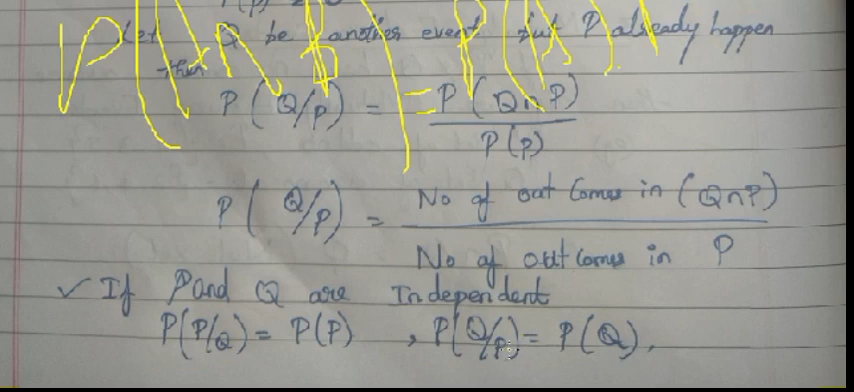 P(
Let Q be another event but P already happen
then
P(A ∩ B) = P(A).
P(Q/P) = P(Q∩P)
P(P)
P(Q/P) = No of out Comes in (Q∩P)
No of out Comes in P
✓ If P and Q are Independent
P(P/Q) = P(P) , P(Q/P) = P(Q).